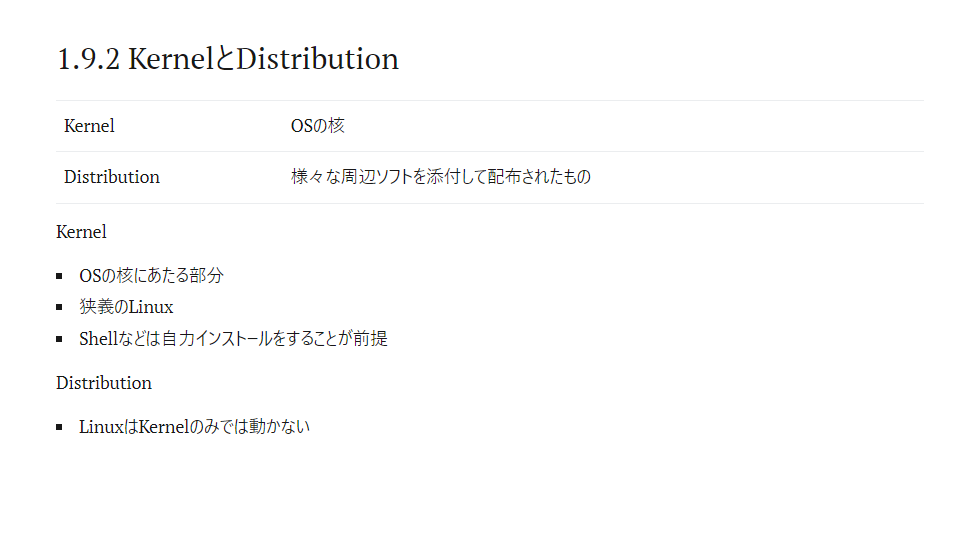 1.9.2 KernelとDistribution
Kernel OSの核
Distribution 様々な周辺ソフトを添付して配布されたもの
Kernel
OSの核にあたる部分
狭義のLinux
Shellなどは自力インストールをすることが前提
Distribution
LinuxはKernelのみでは動かない